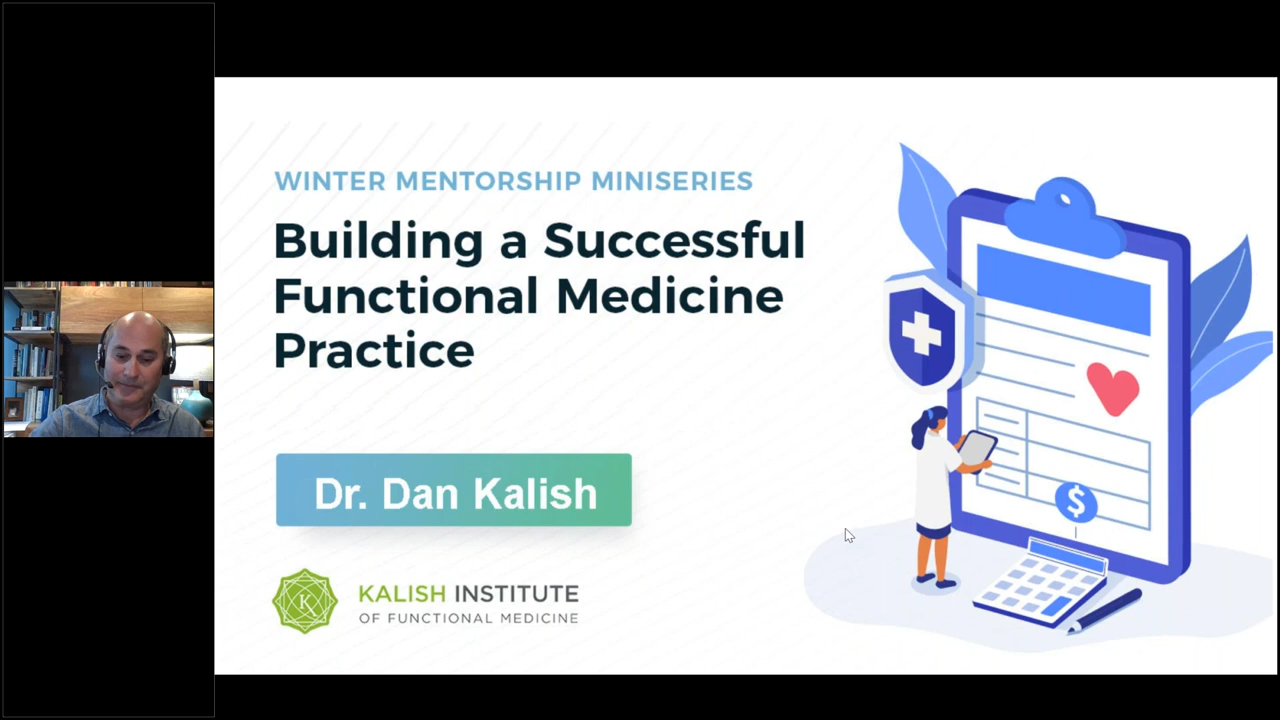 WINTER MENTORSHIP MINISERIES
Building a Successful
Functional Medicine
Practice
Dr. Dan Kalish
K
KALISH INSTITUTE
OF FUNCTIONAL MEDICINE
$